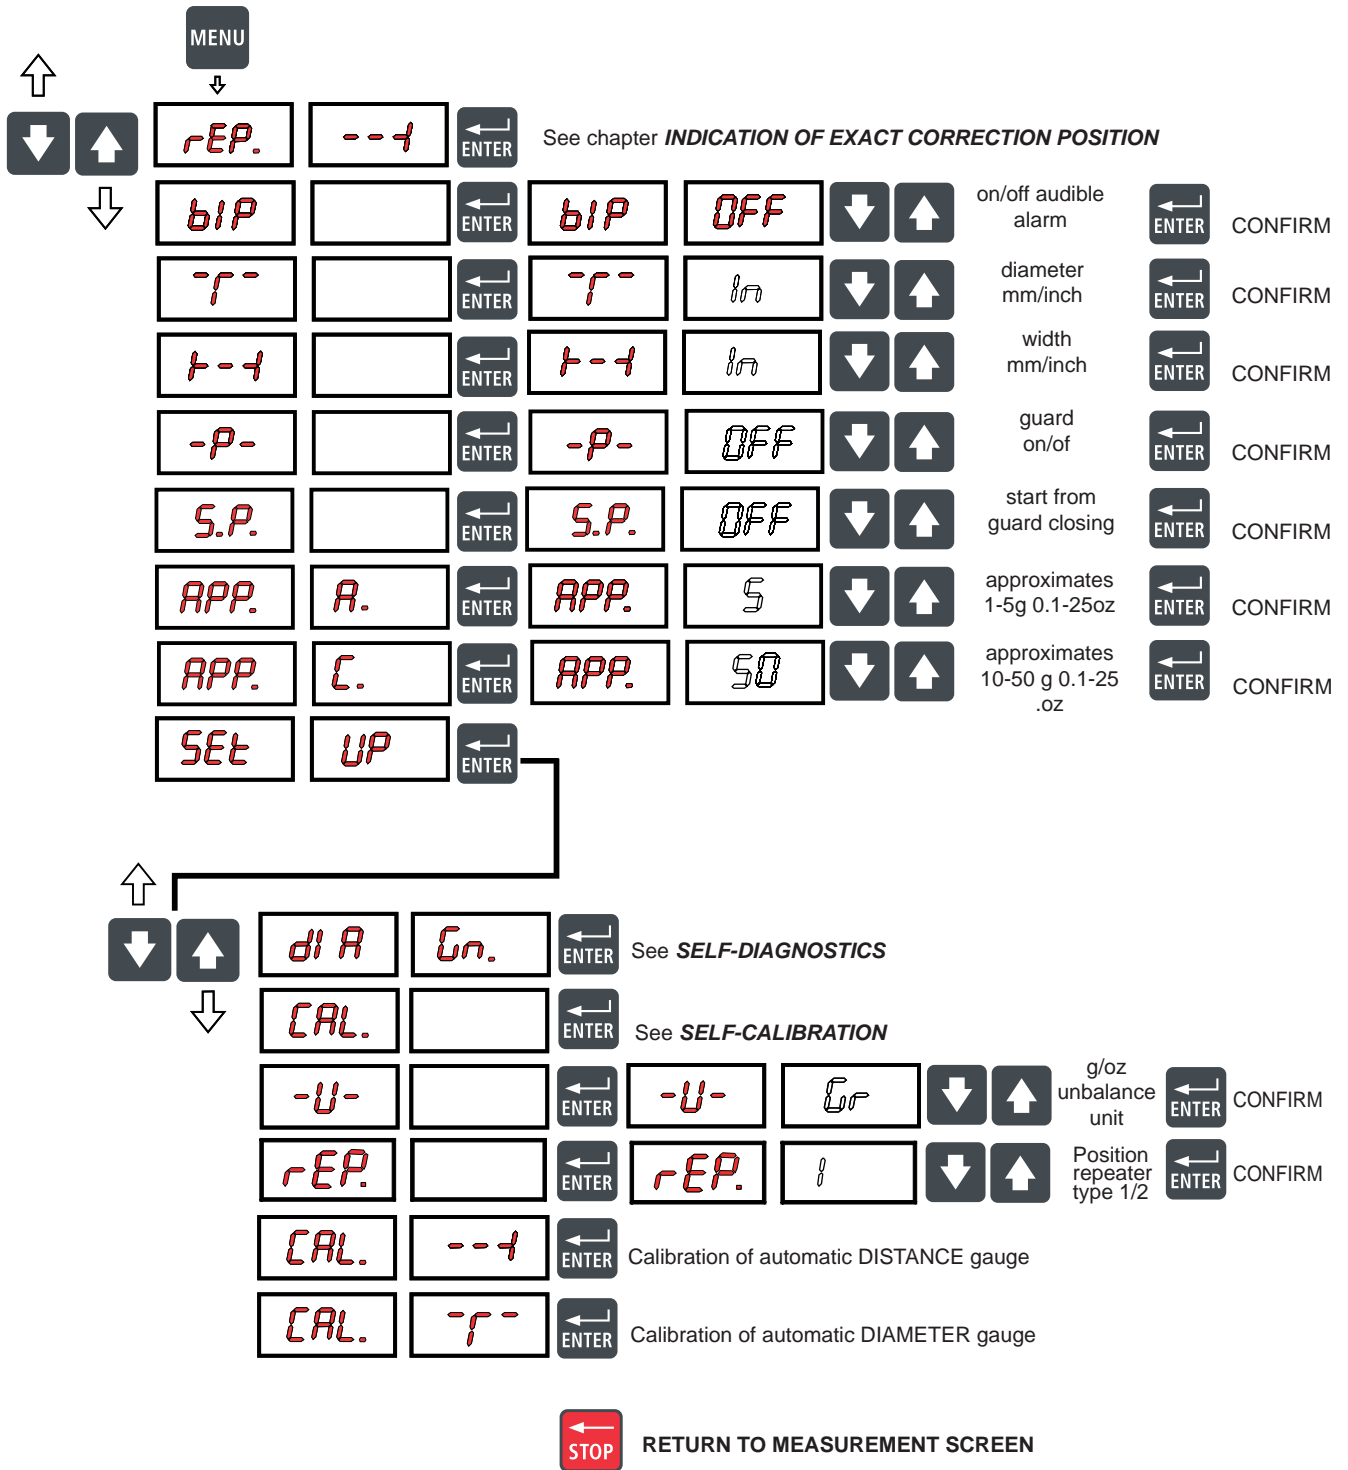 MENU
rEP. --+ ENTER See chapter INDICATION OF EXACT CORRECTION POSITION
bIP ENTER bIP OFF on/off audible
alarm ENTER CONFIRM
ENTER In diameter
mm/inch ENTER CONFIRM
ENTER In width
mm/inch ENTER CONFIRM
-P- ENTER -P- OFF guard
on/of ENTER CONFIRM
S.P. ENTER S.P. OFF start from
guard closing ENTER CONFIRM
APP. A. ENTER APP. 5 approximates
1-5g 0.1-25oz ENTER CONFIRM
APP. C. ENTER APP. 50 approximates
10-50 g 0.1-25
.oz ENTER CONFIRM
SEt UP ENTER
dIA Gn. ENTER See SELF-DIAGNOSTICS
CAL. ENTER See SELF-CALIBRATION
-U- ENTER -U- Gr g/oz
unbalance
unit ENTER CONFIRM
rEP. ENTER rEP. 1 Position
repeater
type 1/2 ENTER CONFIRM
CAL. --+ ENTER Calibration of automatic DISTANCE gauge
CAL. ENTER Calibration of automatic DIAMETER gauge
STOP RETURN TO MEASUREMENT SCREEN